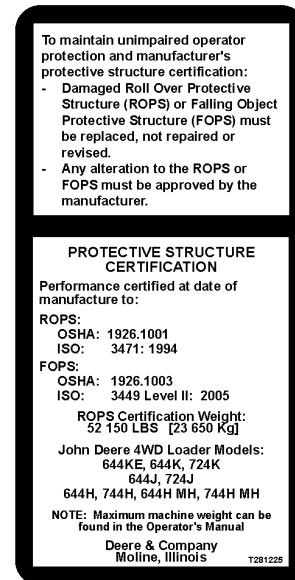 To maintain unimpaired operator
protection and manufacturer's
protective structure certification:
- Damaged Roll Over Protective
Structure (ROPS) or Falling Object
Protective Structure (FOPS) must
be replaced, not repaired or
revised.
- Any alteration to the ROPS or
FOPS must be approved by the
manufacturer.
PROTECTIVE STRUCTURE
CERTIFICATION
Performance certified at date of
manufacture to:
ROPS:
OSHA: 1926.1001
ISO: 3471: 1994
FOPS:
OSHA: 1926.1003
ISO: 3449 Level II: 2005
ROPS Certification Weight:
52 150 LBS [23 650 Kg]
John Deere 4WD Loader Models:
644KE, 644K, 724K
644J, 724J
644H, 744H, 644H MH, 744H MH
NOTE: Maximum machine weight can be
found in the Operator's Manual
Deere & Company
Moline, Illinois T281225